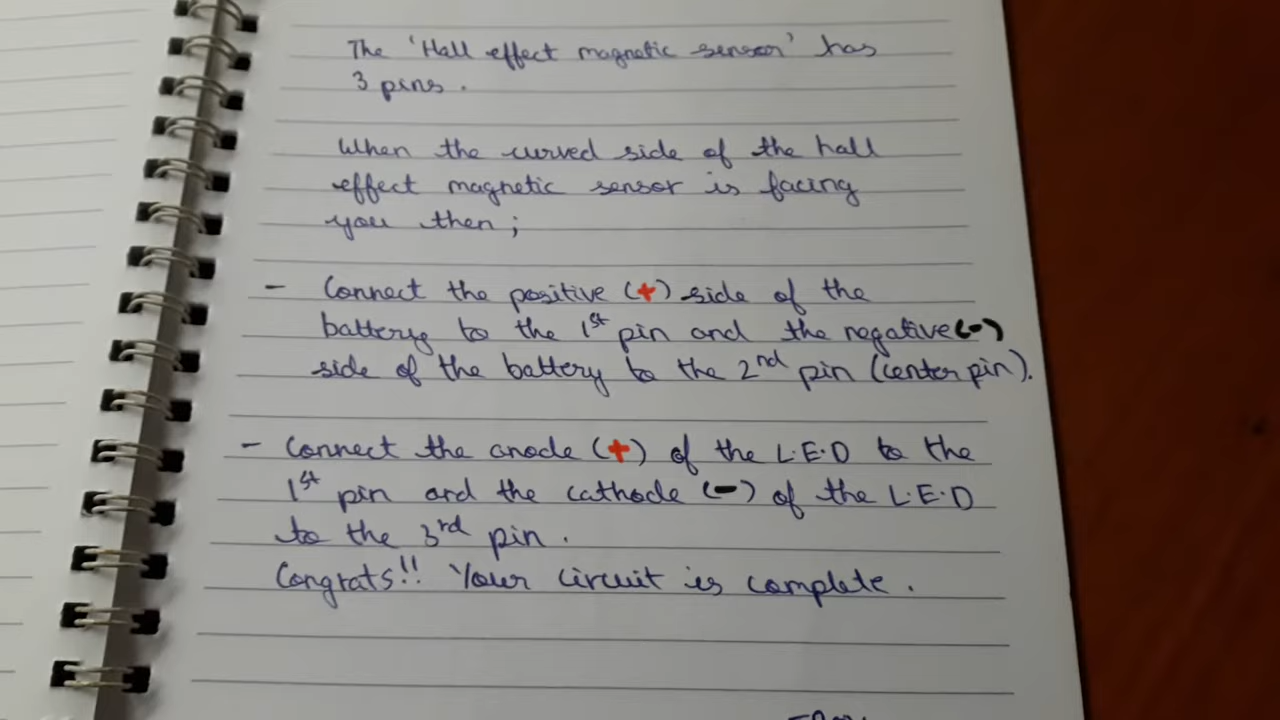 The 'Hall effect magnetic sensor' has
3 pins.
When the curved side of the hall
effect magnetic sensor is facing
you then;
- Connect the positive (+) side of the
battery to the 1st pin and the negative (-)
side of the battery to the 2nd pin (center pin).
- Connect the anode (+) of the L.E.D to the
1st pin and the cathode (-) of the L.E.D
to the 3rd pin.
Congrats!! Your circuit is complete.